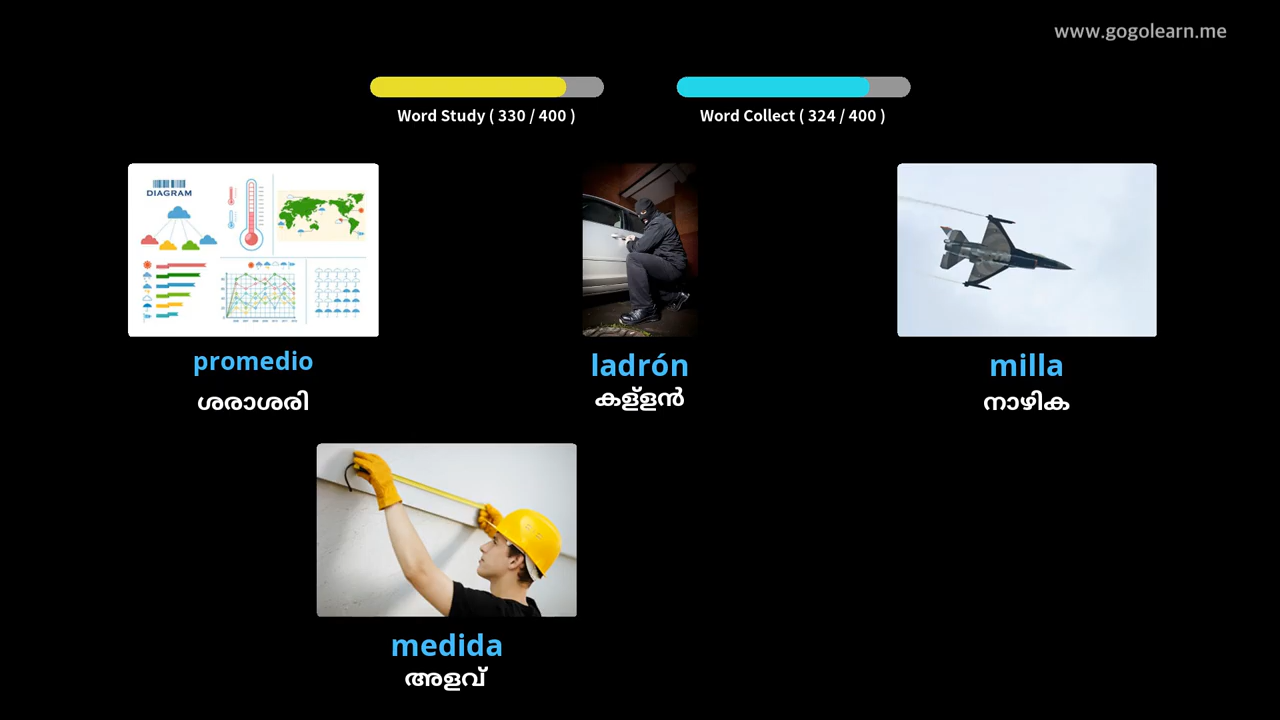 www.gogolearn.me
Word Study ( 330 / 400 )
Word Collect ( 324 / 400 )
DIAGRAM
promedio
ശരാശരി
ladrón
കള്ളൻ
milla
നാഴിക
medida
അളവ്